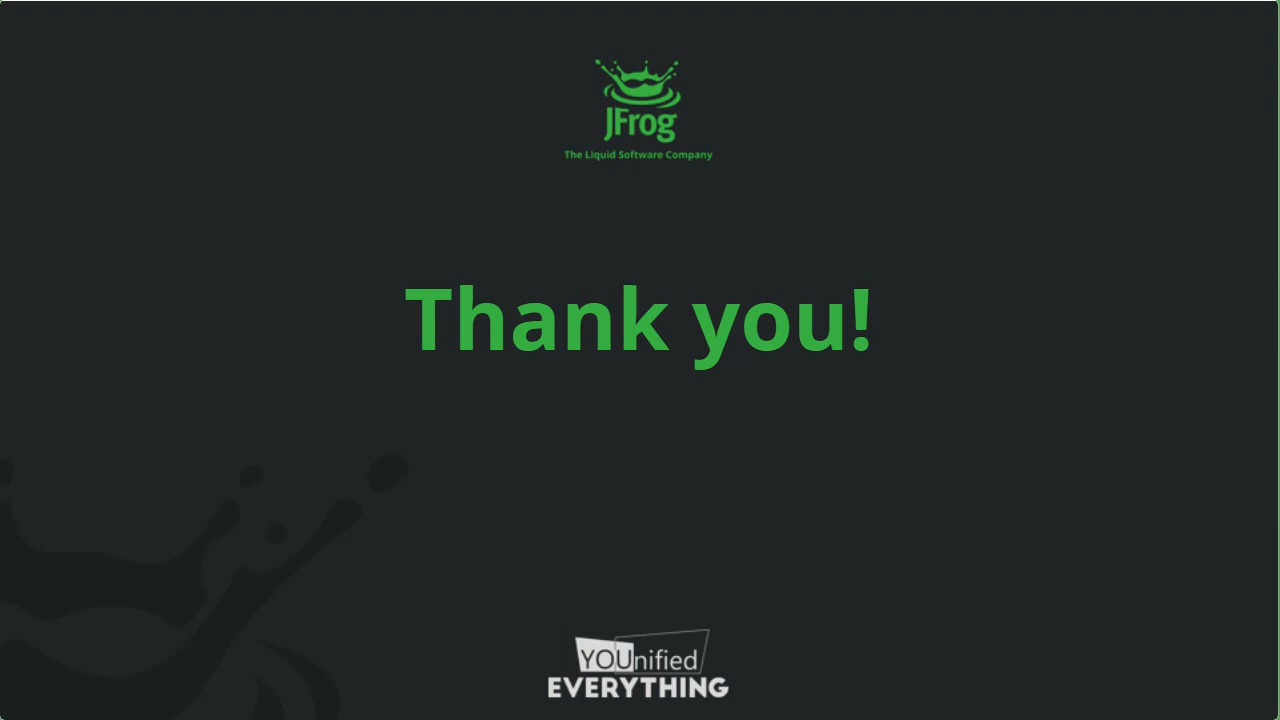 JFrog
The Liquid Software Company
Thank you!
YOUnified
EVERYTHING